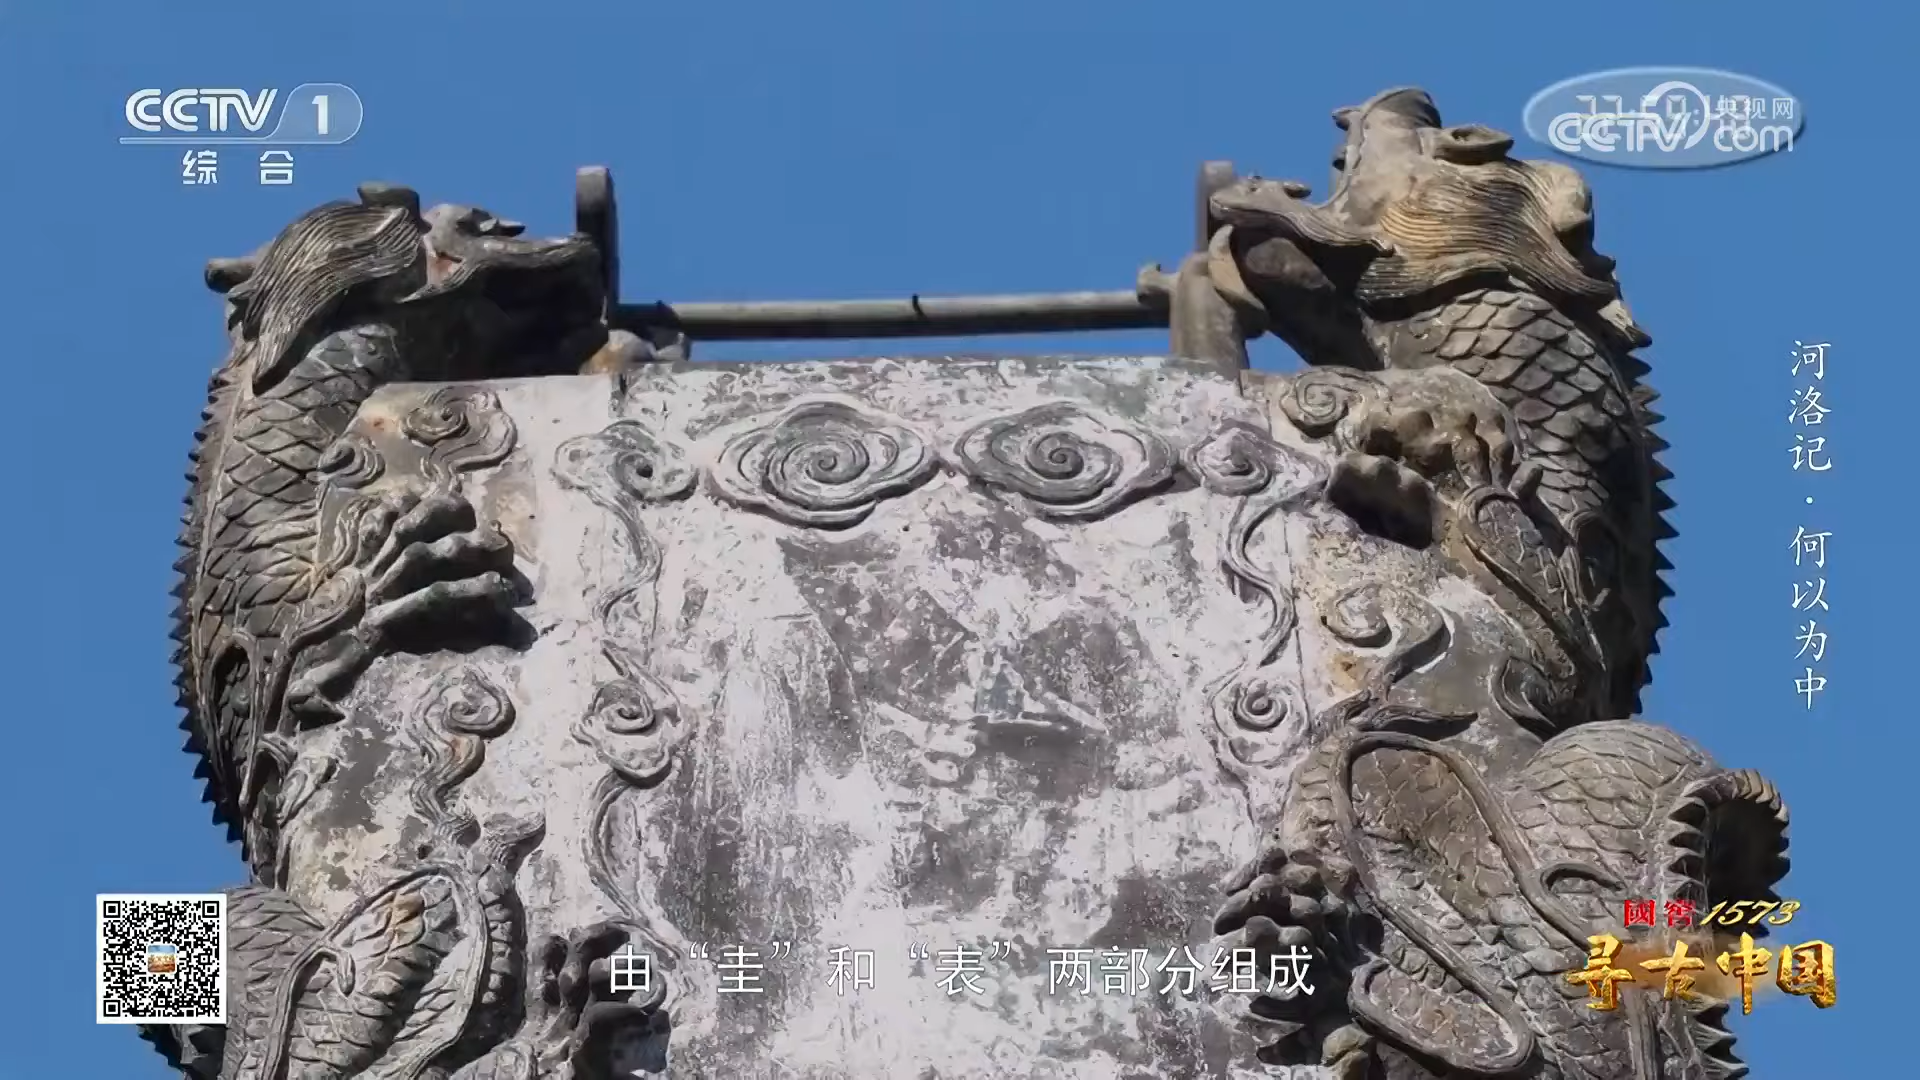 CCTV 1
综合
央视网
CCTV.com
河洛记·何以为中
國窖1573
寻古中国
由“圭”和“表”两部分组成